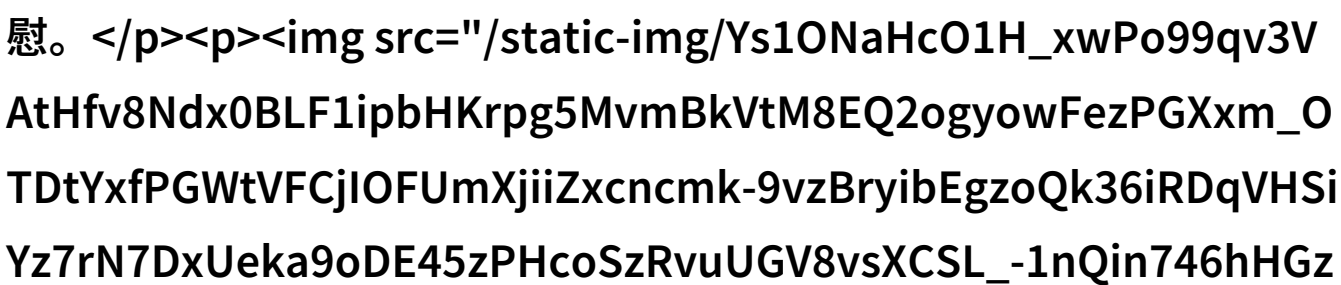 慰。</p><p><img src="/static-img/Ys1ONaHcO1H_xwPo99qv3V
AtHfv8Ndx0BLF1ipbHKrpg5MvmBkVtM8EQ2ogyowFezPGXxm_O
TDtYxfPGWtVFCjIOFUmXjiiZxcncmk-9vzBryibEgzoQk36iRDqVHSi
Yz7rN7DxUeka9oDE45zPHcoSzRvuUGV8vsXCSL_-1nQin746hHGz